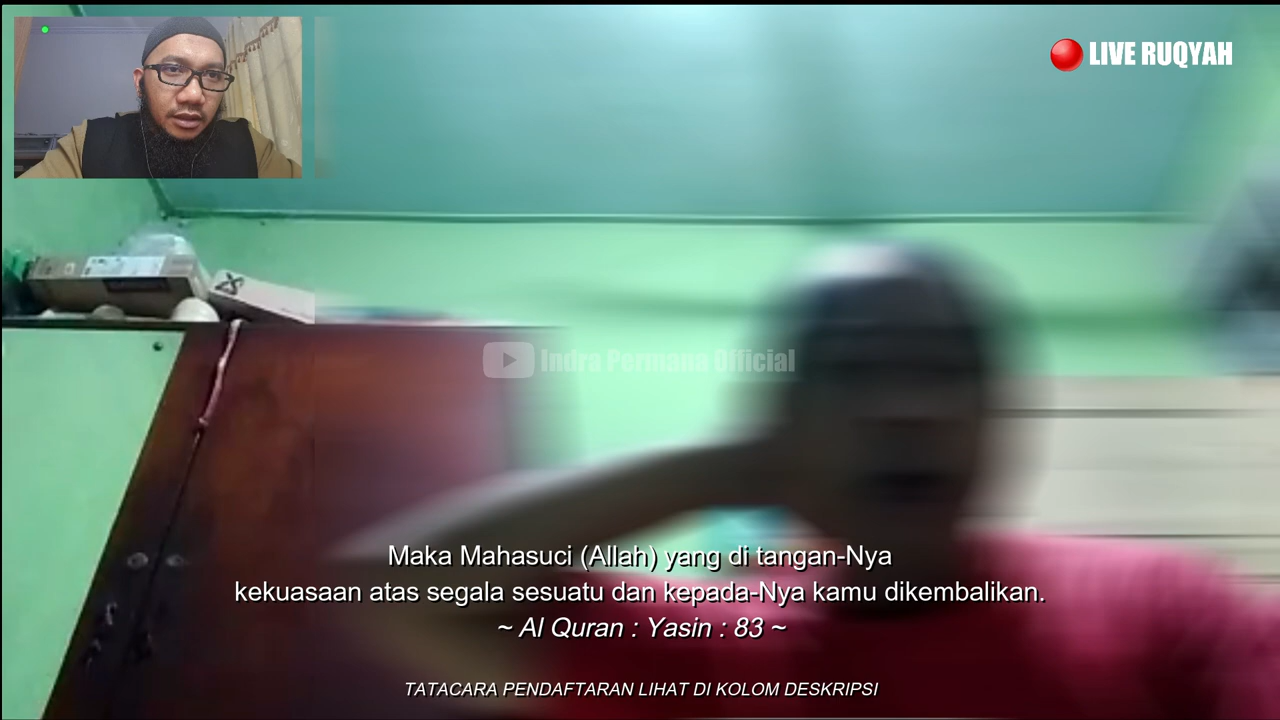 LIVE RUQYAH
Indra Permana Official
Maka Mahasuci (Allah) yang di tangan-Nya
kekuasaan atas segala sesuatu dan kepada-Nya kamu dikembalikan.
~ Al Quran : Yasin : 83 ~
TATACARA PENDAFTARAN LIHAT DI KOLOM DESKRIPSI